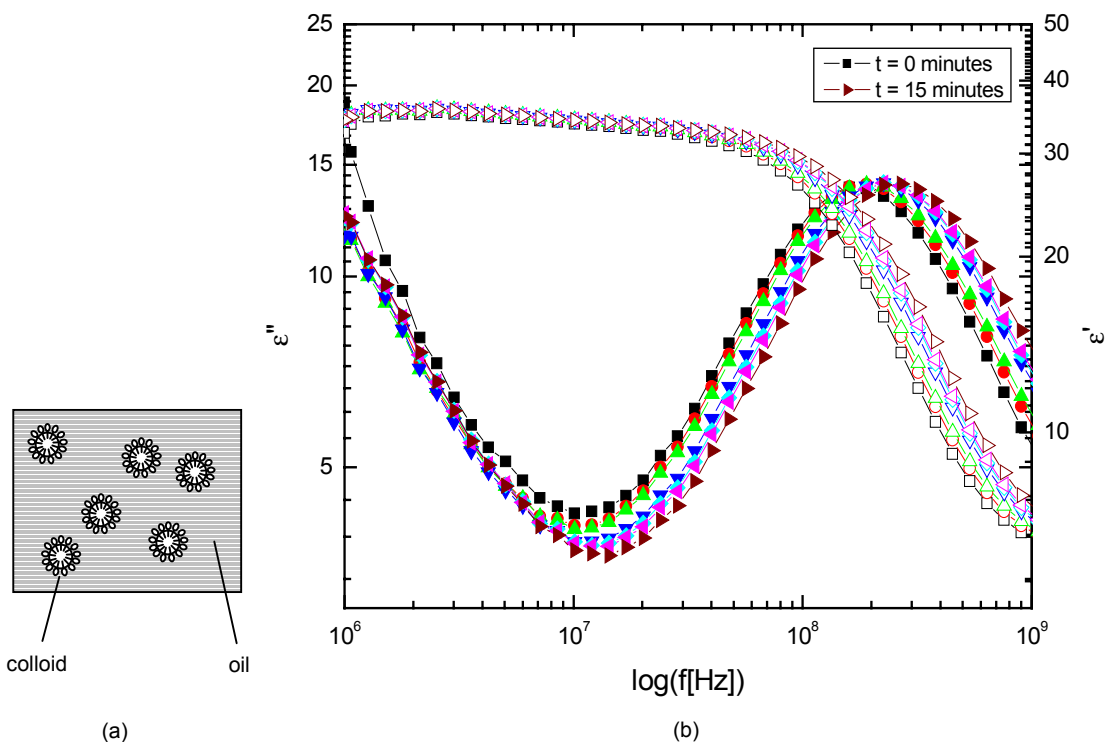 colloid
oil
(a)
25
20
15
10
5
ε"
50
40
30
20
10
ε'
t = 0 minutes
t = 15 minutes
10^6
10^7
10^8
10^9
log(f[Hz])
(b)